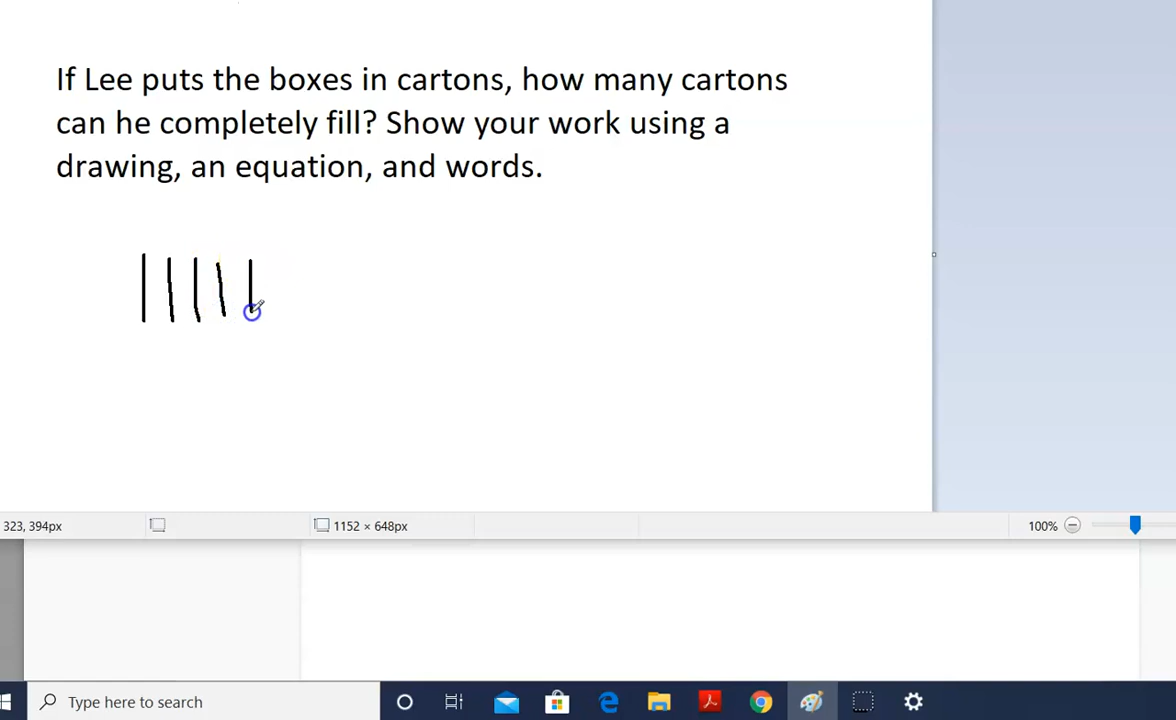 If Lee puts the boxes in cartons, how many cartons
can he completely fill? Show your work using a
drawing, an equation, and words.
323, 394px
1152 × 648px
100%
Type here to search